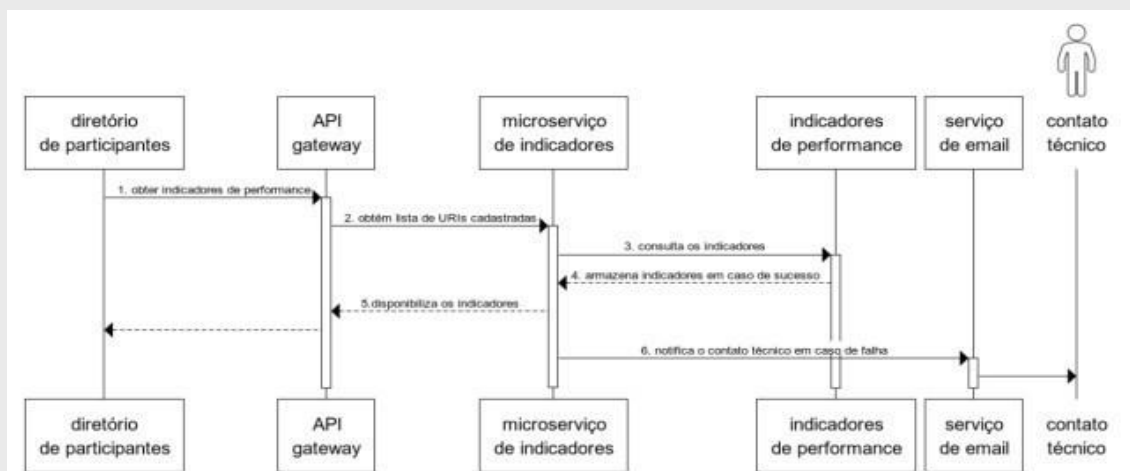 diretório
de participantes
API
gateway
microserviço
de indicadores
indicadores
de performance
serviço
de email
contato
técnico
1. obter indicadores de performance
2. obtém lista de URIs cadastradas
3. consulta os indicadores
4. armazena indicadores em caso de sucesso
5.disponibiliza os indicadores
6. notifica o contato técnico em caso de falha
diretório
de participantes
API
gateway
microserviço
de indicadores
indicadores
de performance
serviço
de email
contato
técnico